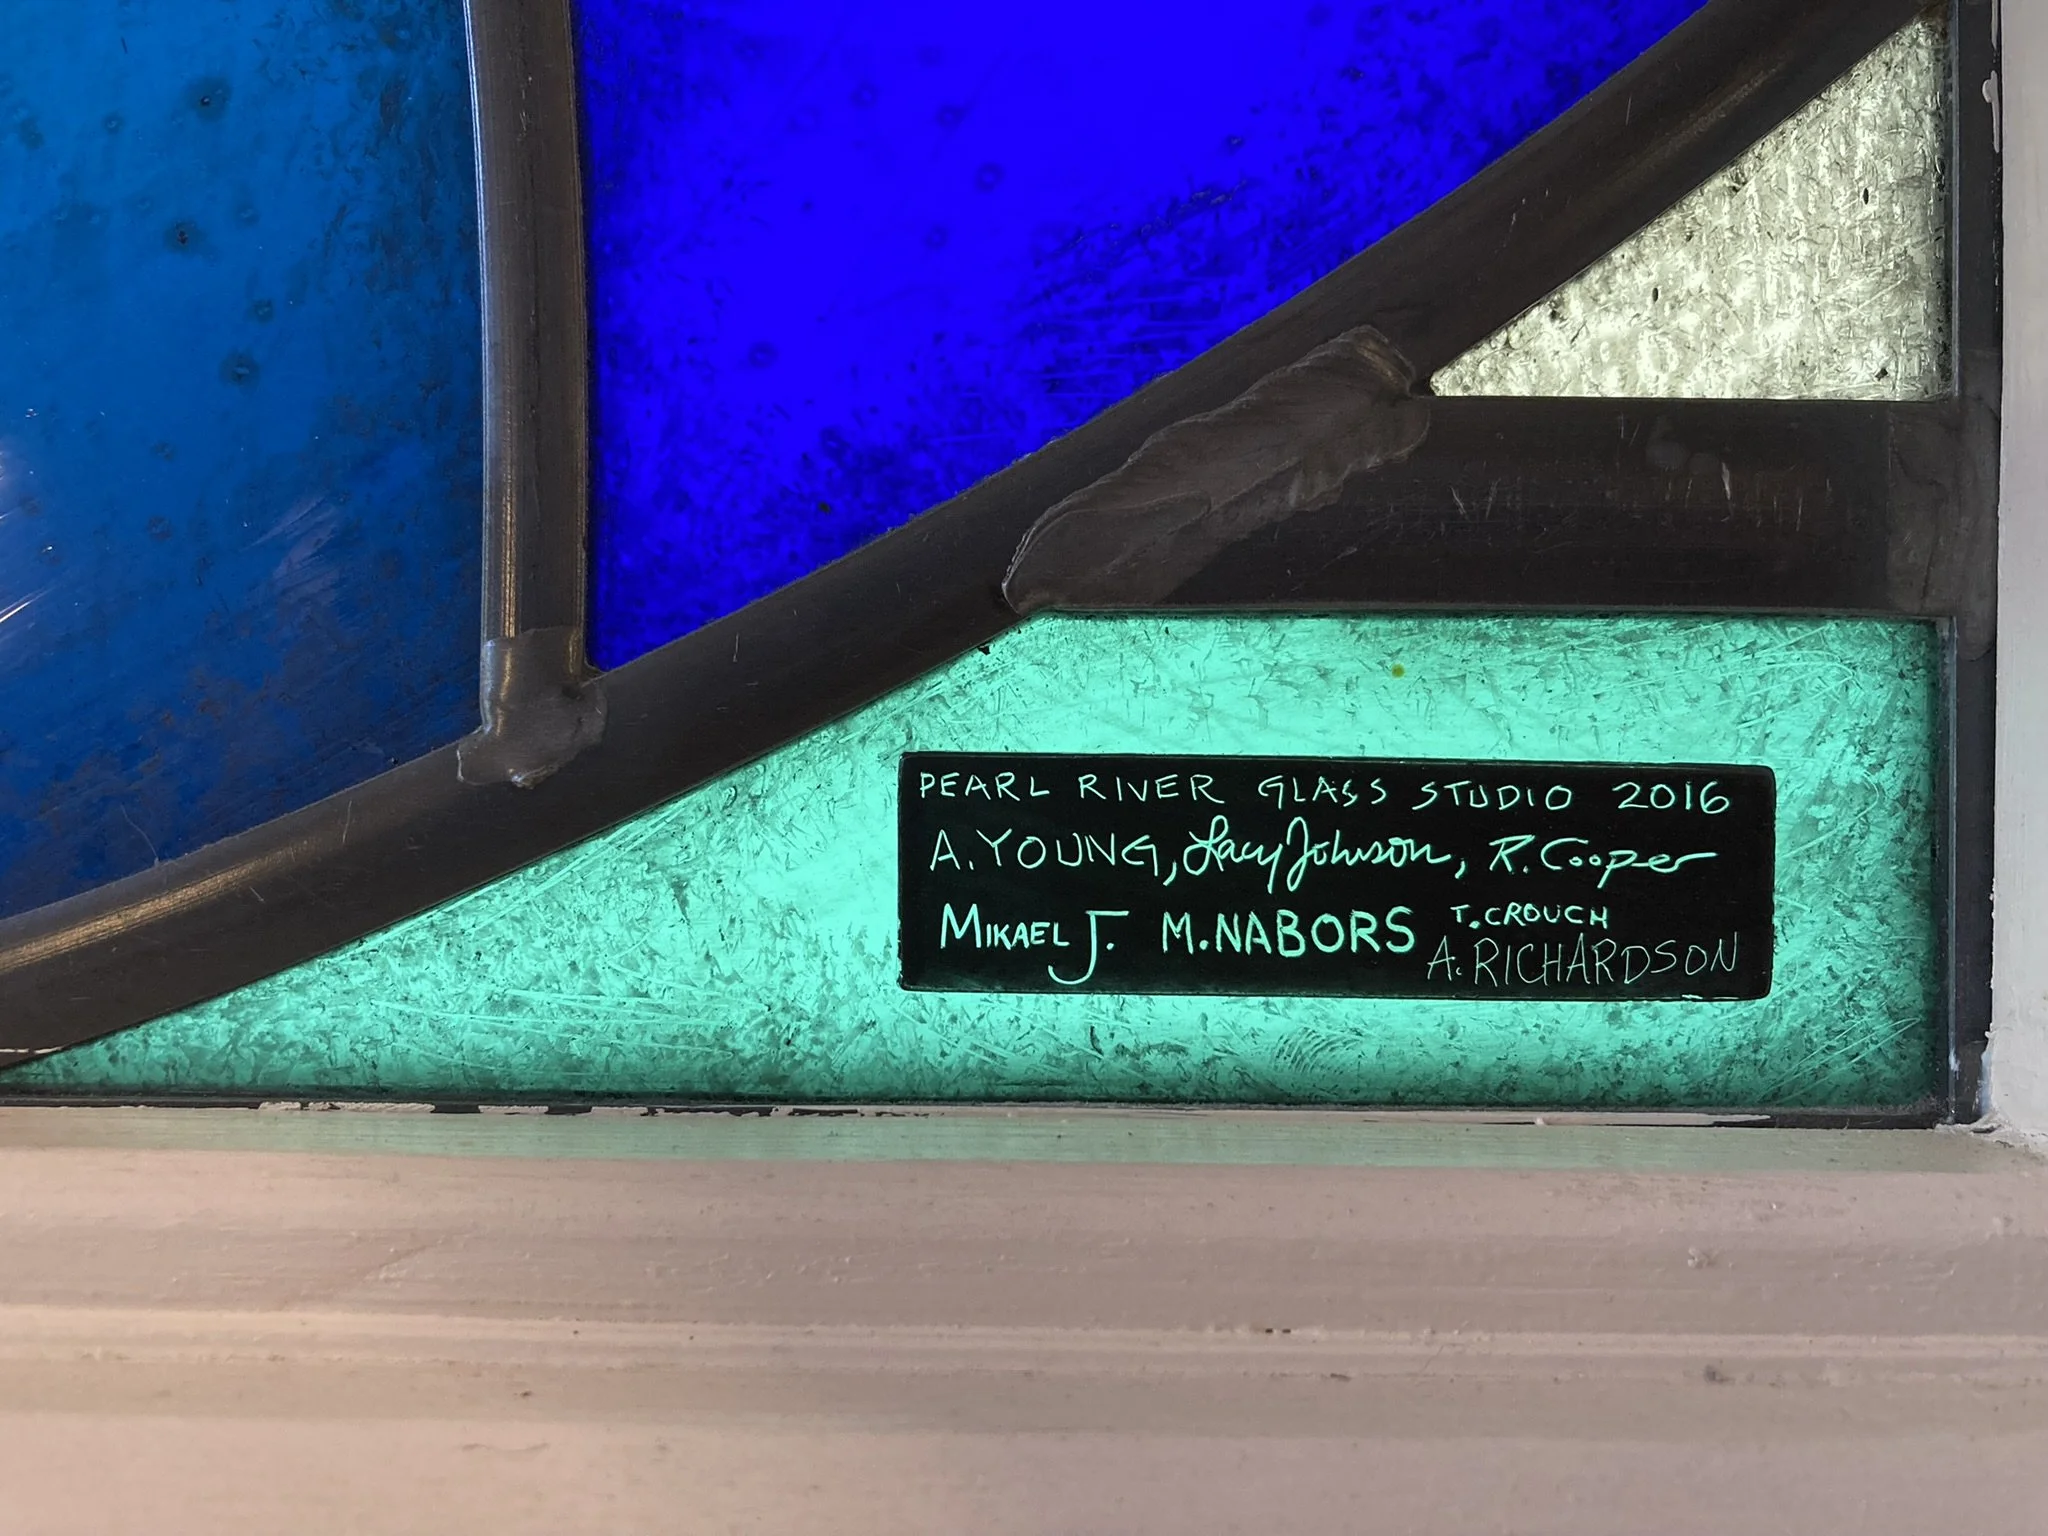 PEARL RIVER GLASS STUDIO 2016
A. YOUNG, Lacy Johnson, R. Cooper
MIKAEL J. M. NABORS T. CROUCH
A. RICHARDSON